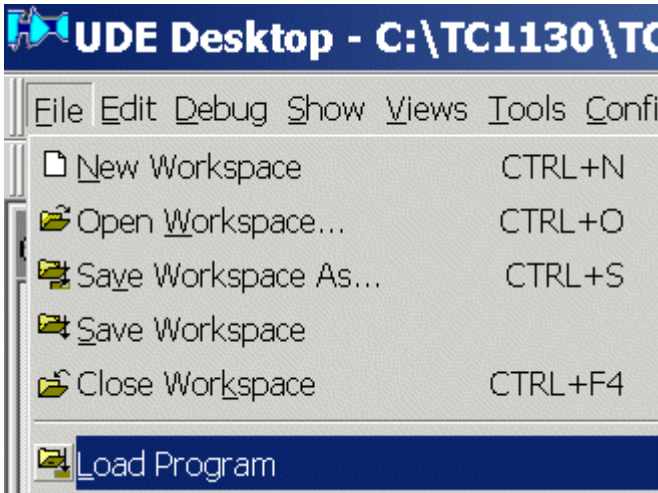 UDE Desktop - C:\TC1130\TC
File Edit Debug Show Views Tools Confi
New Workspace CTRL+N
Open Workspace... CTRL+O
Save Workspace As... CTRL+S
Save Workspace
Close Workspace CTRL+F4
Load Program